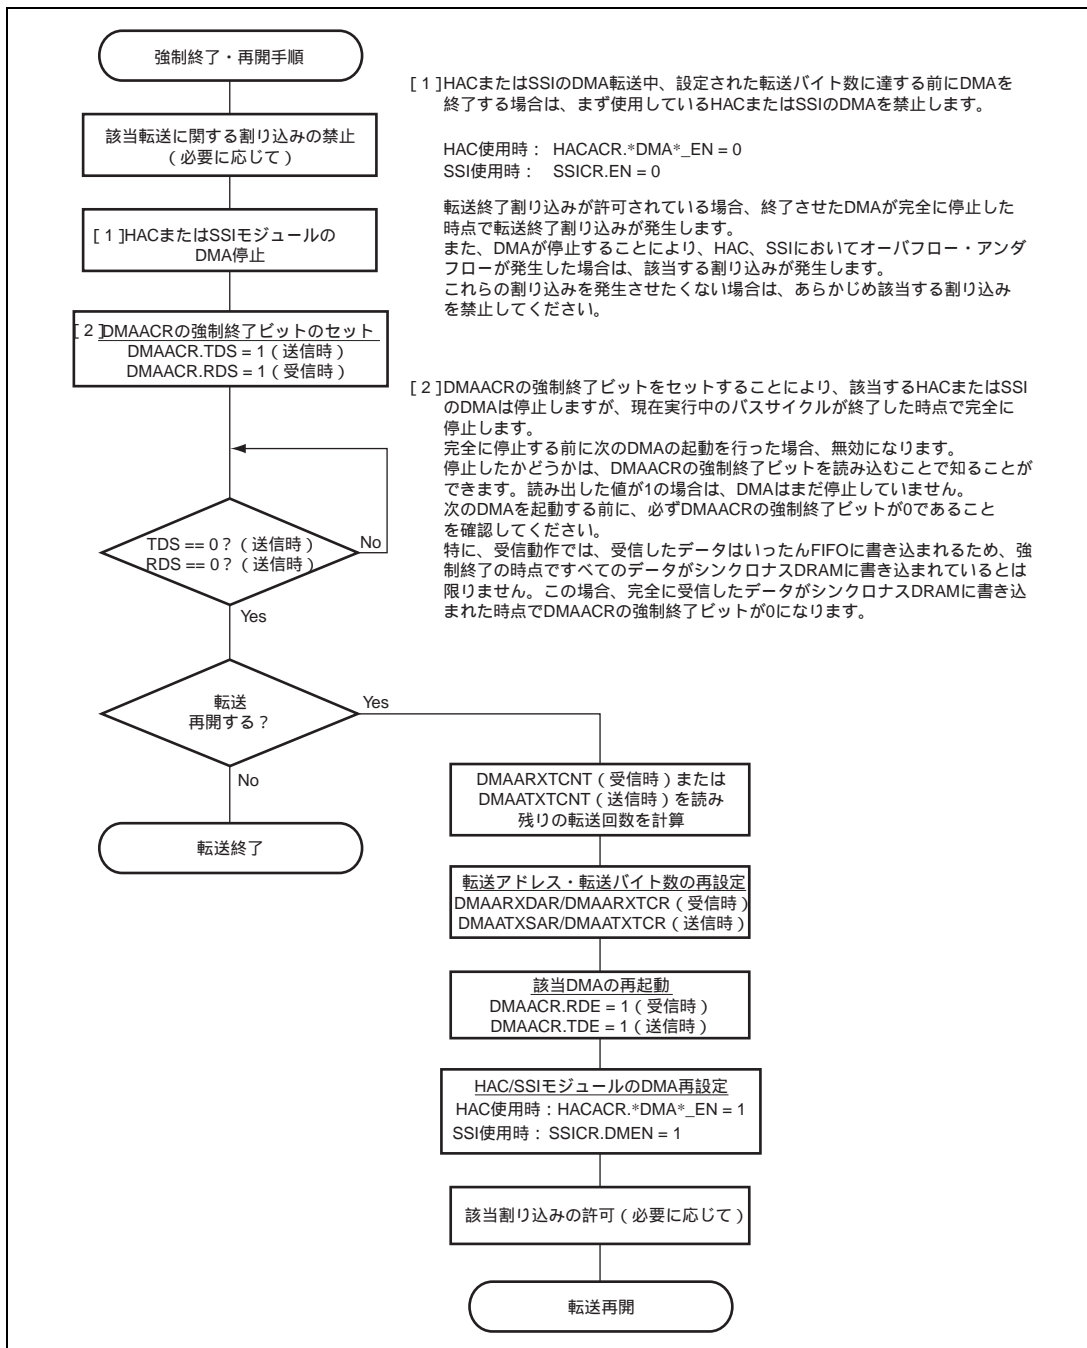 強制終了・再開手順
該当転送に関する割り込みの禁止
（必要に応じて）
[ 1 ]HACまたはSSIモジュールの
DMA停止
[ 2 ]DMAACRの強制終了ビットのセット
DMAACR.TDS = 1（送信時）
DMAACR.RDS = 1（受信時）
TDS == 0?（送信時）
RDS == 0?（送信時）
No
Yes
転送
再開する？
Yes
No
転送終了
[ 1 ]HACまたはSSIのDMA転送中、設定された転送バイト数に達する前にDMAを
終了する場合は、まず使用しているHACまたはSSIのDMAを禁止します。
HAC使用時： HACACR.*DMA*_EN = 0
SSI使用時： SSICR.EN = 0
転送終了割り込みが許可されている場合、終了させたDMAが完全に停止した
時点で転送終了割り込みが発生します。
また、DMAが停止することにより、HAC、SSIにおいてオーバフロー・アンダ
フローが発生した場合は、該当する割り込みが発生します。
これらの割り込みを発生させたくない場合は、あらかじめ該当する割り込み
を禁止してください。
[ 2 ]DMAACRの強制終了ビットをセットすることにより、該当するHACまたはSSI
のDMAは停止しますが、現在実行中のバスサイクルが終了した時点で完全に
停止します。
完全に停止する前に次のDMAの起動を行った場合、無効になります。
停止したかどうかは、DMAACRの強制終了ビットを読み込むことで知ることが
できます。読み出した値が1の場合は、DMAはまだ停止していません。
次のDMAを起動する前に、必ずDMAACRの強制終了ビットが0であること
を確認してください。
特に、受信動作では、受信したデータはいったんFIFOに書き込まれるため、強
制終了の時点ですべてのデータがシンクロナスDRAMに書き込まれているとは
限りません。この場合、完全に受信したデータがシンクロナスDRAMに書き込
まれた時点でDMAACRの強制終了ビットが0になります。
DMAARXTCNT（受信時）または
DMAATXTCNT（送信時）を読み
残りの転送回数を計算
転送アドレス・転送バイト数の再設定
DMAARXDAR/DMAARXTCR（受信時）
DMAATXSAR/DMAATXTCR（送信時）
該当DMAの再起動
DMAACR.RDE = 1（受信時）
DMAACR.TDE = 1（送信時）
HAC/SSIモジュールのDMA再設定
HAC使用時：HACACR.*DMA*_EN = 1
SSI使用時： SSICR.DMEN = 1
該当割り込みの許可（必要に応じて）
転送再開